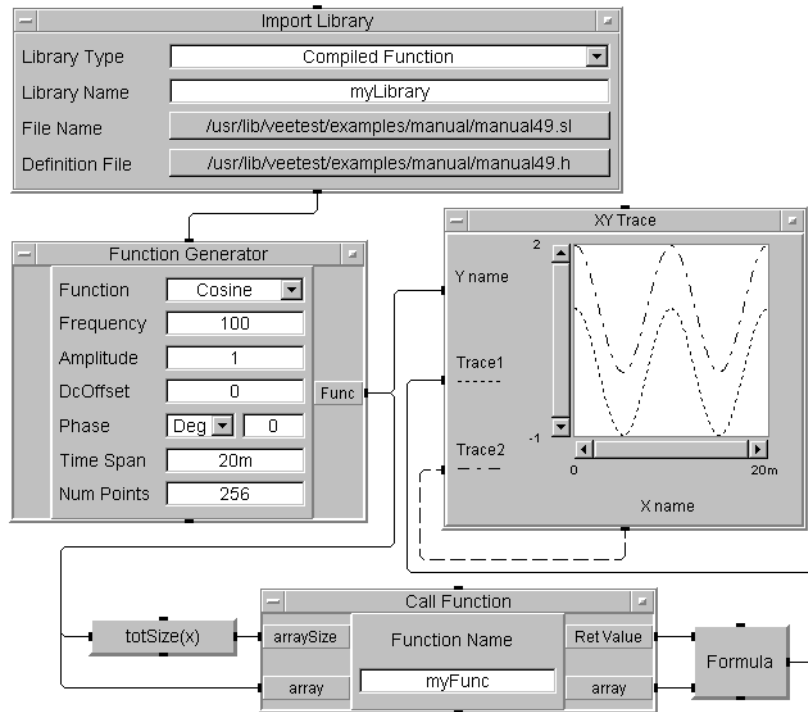 Import Library
Library Type Compiled Function
Library Name myLibrary
File Name /usr/lib/veetest/examples/manual/manual49.sl
Definition File /usr/lib/veetest/examples/manual/manual49.h
Function Generator
Function Cosine
Frequency 100
Amplitude 1
DcOffset 0
Phase Deg 0
Time Span 20m
Num Points 256
Func
XY Trace
Y name
Trace1
Trace2
2
-1
0 20m
X name
totSize(x)
Call Function
arraySize
array
Function Name
myFunc
Ret Value
array
Formula